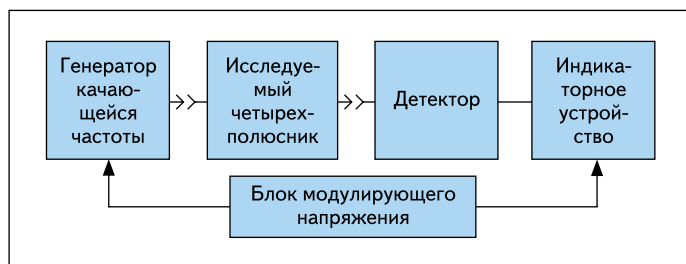 Генератор
качаю-
щейся
частоты
Исследуе-
мый
четырех-
полюсник
Детектор
Индика-
торное
устрой-
ство
Блок модулирующего
напряжения